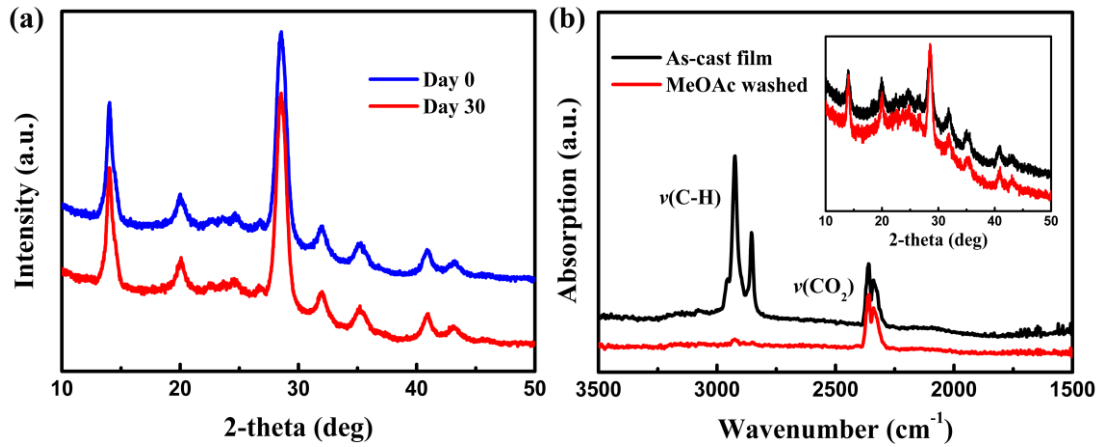 (a)
Intensity (a.u.)
Day 0
Day 30
10 20 30 40 50
2-theta (deg)
(b)
Absorption (a.u.)
As-cast film
MeOAc washed
ν(C-H)
ν(CO₂)
10 20 30 40 50
2-theta (deg)
3500 3000 2500 2000 1500
Wavenumber (cm⁻¹)